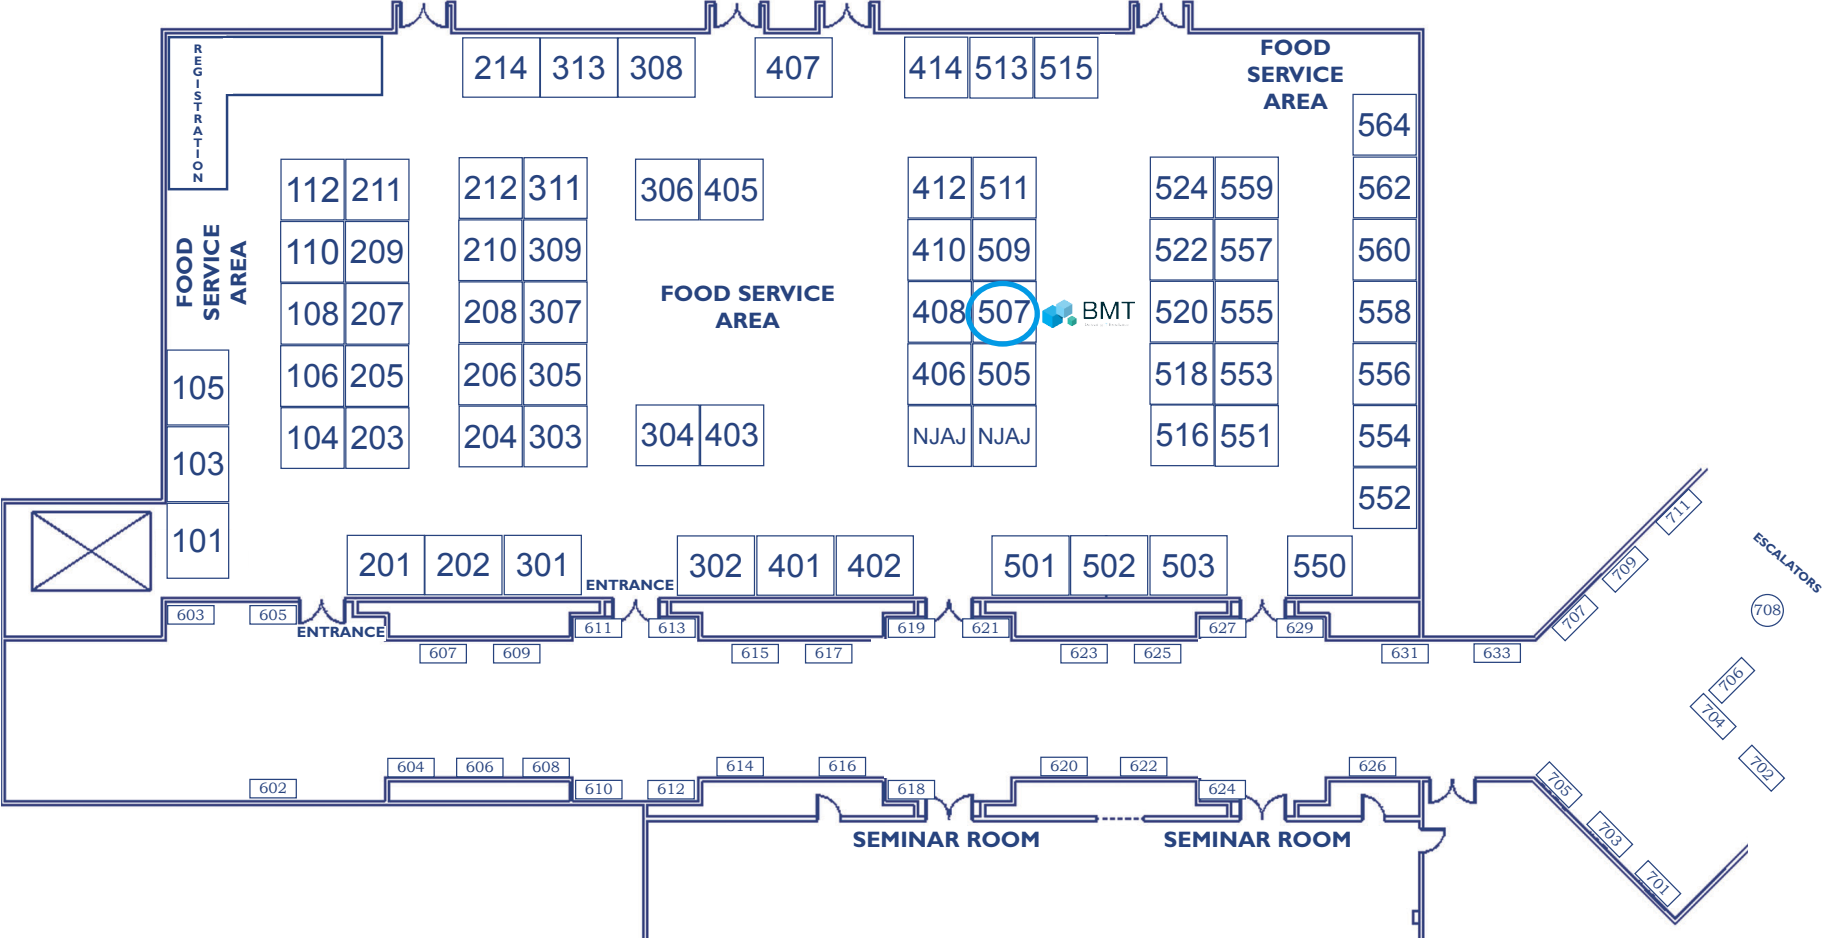 REGISTRATION
214 313 308 407 414 513 515
FOOD
SERVICE
AREA
564
112 211 212 311 306 405 412 511 524 559 562
110 209 210 309 410 509 522 557 560
FOOD
SERVICE
AREA
FOOD SERVICE
AREA
108 207 208 307 408 507 BMT 520 555 558
105 106 205 206 305 406 505 518 553 556
104 203 204 303 304 403 NJAJ NJAJ 516 551 554
103
552
101
201 202 301 302 401 402 501 502 503 550
ENTRANCE
603 605 611 613 619 621 627 629
ENTRANCE
607 609 615 617 623 625 631 633
711
709
707
ESCALATORS
708
706
704
702
604 606 608 614 616 620 622 626
602 610 612 618 624
705
703
701
SEMINAR ROOM SEMINAR ROOM